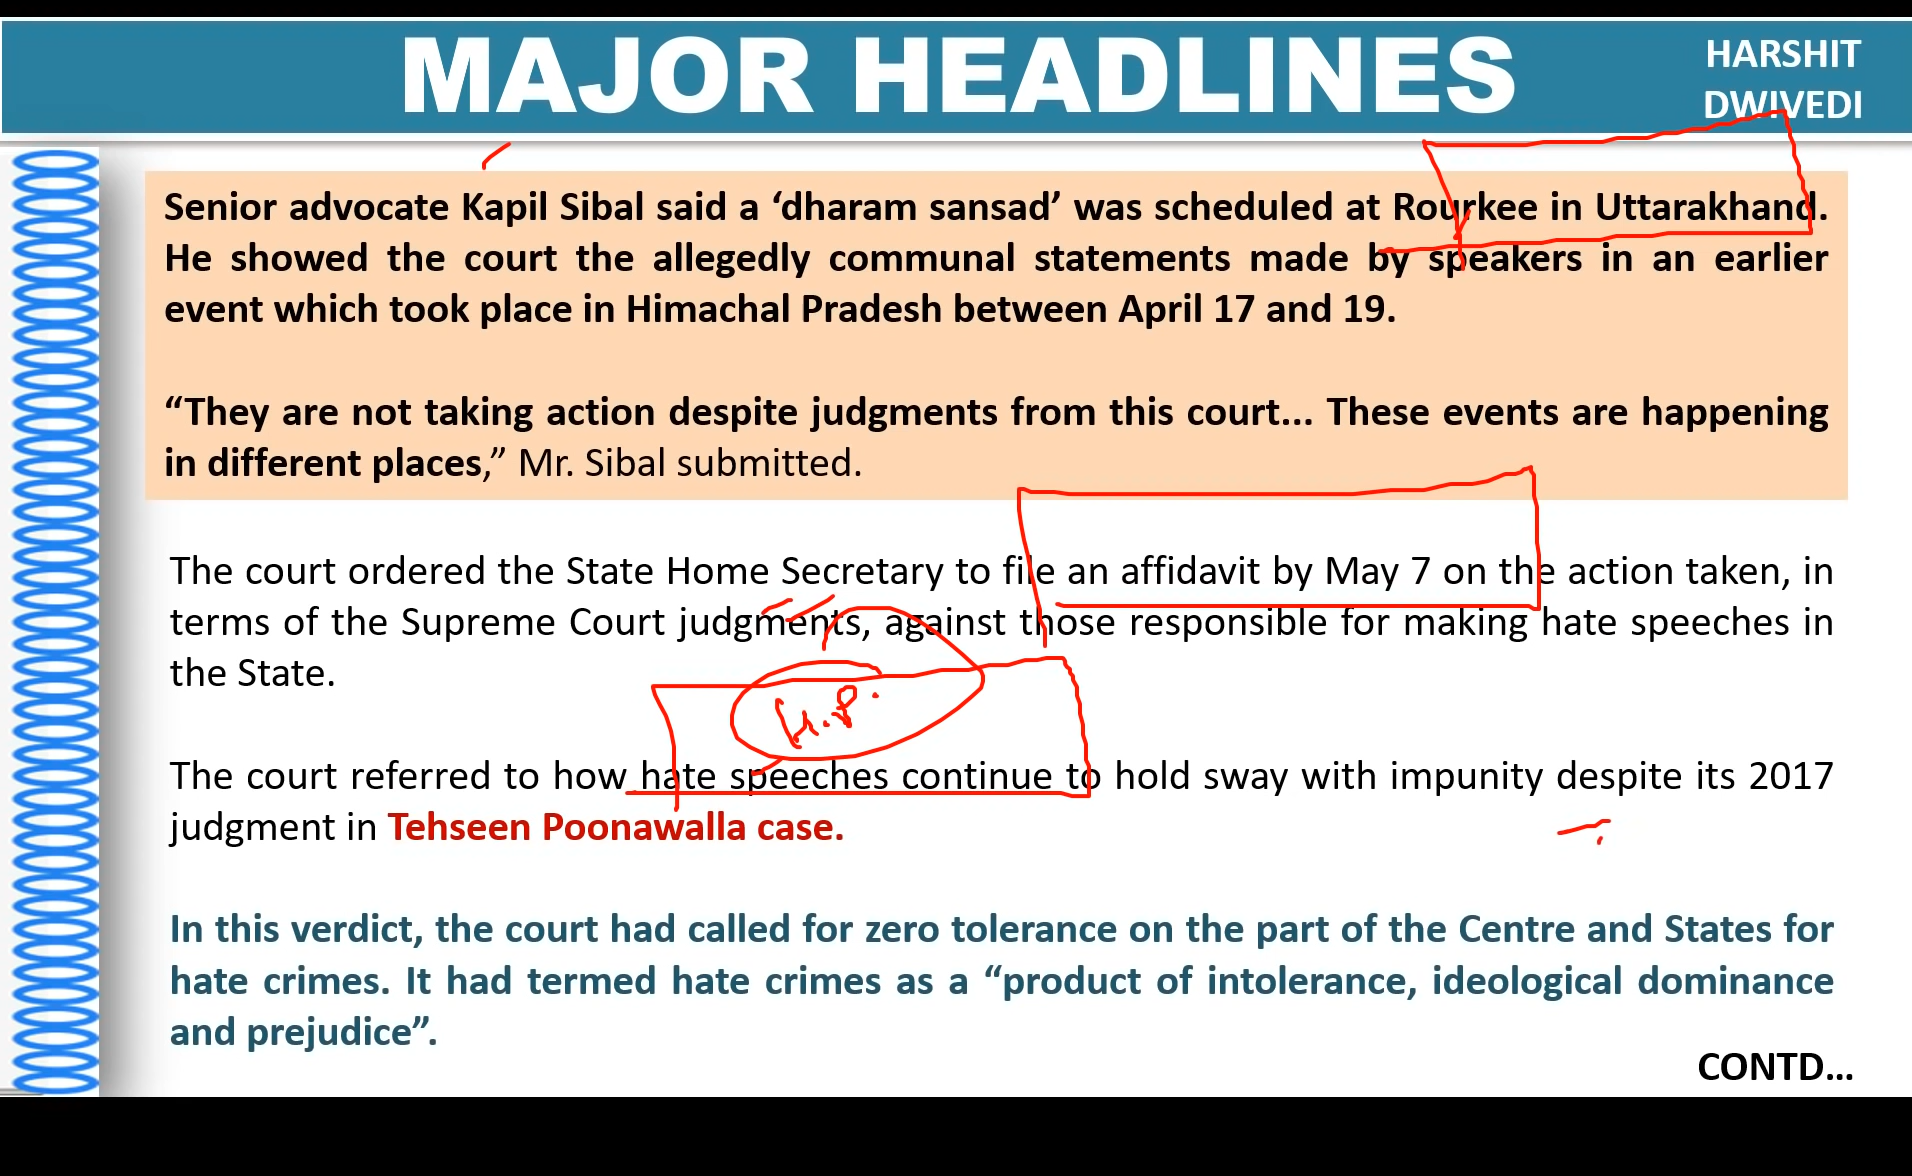 MAJOR HEADLINES
HARSHIT
DWIVEDI
Senior advocate Kapil Sibal said a ‘dharam sansad’ was scheduled at Rourkee in Uttarakhand.
He showed the court the allegedly communal statements made by speakers in an earlier
event which took place in Himachal Pradesh between April 17 and 19.
“They are not taking action despite judgments from this court... These events are happening
in different places,” Mr. Sibal submitted.
The court ordered the State Home Secretary to file an affidavit by May 7 on the action taken, in
terms of the Supreme Court judgments, against those responsible for making hate speeches in
the State.
H.P.
The court referred to how hate speeches continue to hold sway with impunity despite its 2017
judgment in Tehseen Poonawalla case.
In this verdict, the court had called for zero tolerance on the part of the Centre and States for
hate crimes. It had termed hate crimes as a “product of intolerance, ideological dominance
and prejudice”.
CONTD...